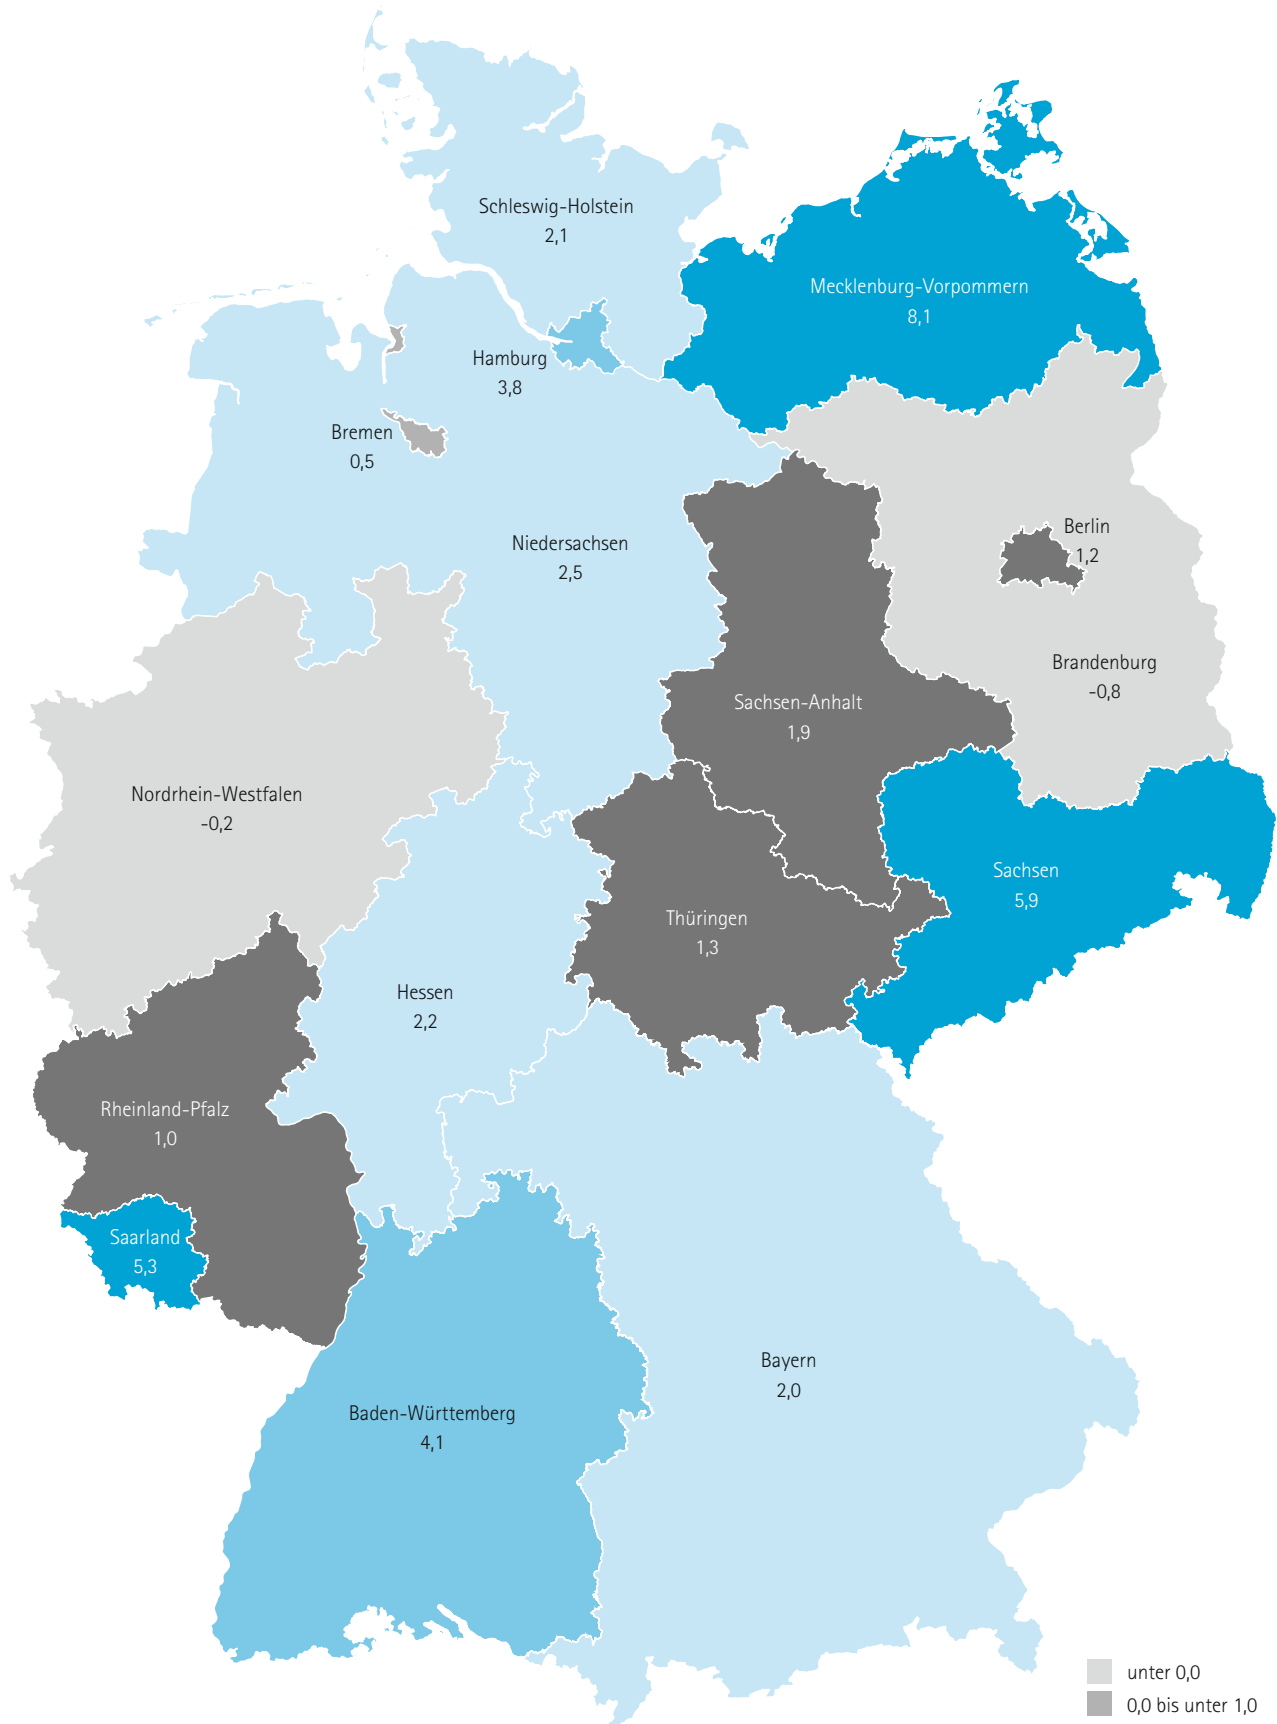 Schleswig-Holstein
2,1
Mecklenburg-Vorpommern
8,1
Hamburg
3,8
Bremen
0,5
Niedersachsen
2,5
Berlin
1,2
Brandenburg
-0,8
Sachsen-Anhalt
1,9
Nordrhein-Westfalen
-0,2
Sachsen
5,9
Thüringen
1,3
Hessen
2,2
Rheinland-Pfalz
1,0
Saarland
5,3
Bayern
2,0
Baden-Württemberg
4,1
unter 0,0
0,0 bis unter 1,0